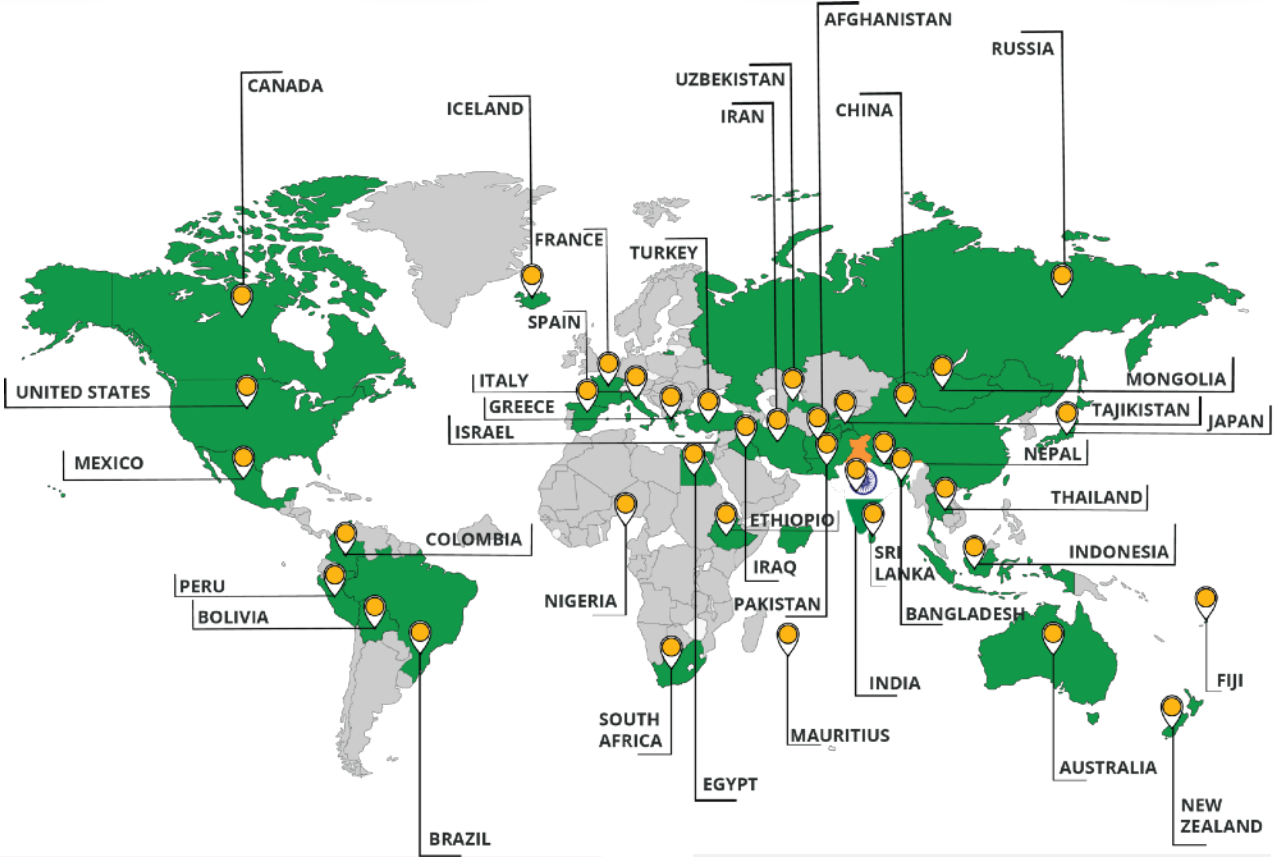 AFGHANISTAN
RUSSIA
UZBEKISTAN
CANADA
ICELAND
IRAN
CHINA
FRANCE
TURKEY
SPAIN
ITALY
MONGOLIA
UNITED STATES
GREECE
TAJIKISTAN
JAPAN
ISRAEL
NEPAL
MEXICO
THAILAND
ETHIOPIO
COLOMBIA
SRI
LANKA
INDONESIA
IRAQ
PERU
NIGERIA
PAKISTAN
BOLIVIA
BANGLADESH
INDIA
FIJI
SOUTH
AFRICA
MAURITIUS
AUSTRALIA
EGYPT
NEW
ZEALAND
BRAZIL